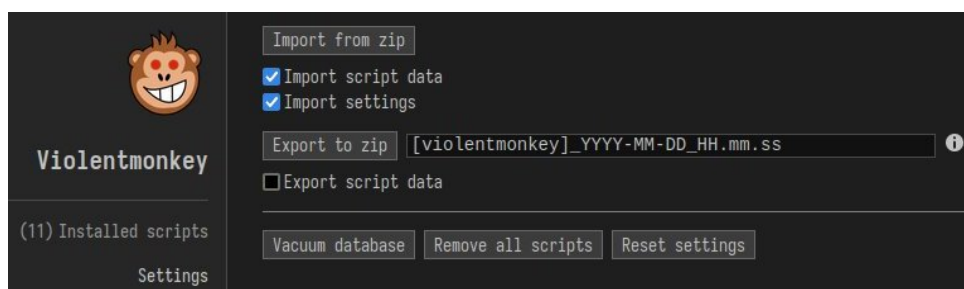 Violentmonkey
(11) Installed scripts
Settings
Import from zip
Import script data
Import settings
Export to zip [violentmonkey]_YYYY-MM-DD_HH.mm.ss
Export script data
Vacuum database Remove all scripts Reset settings